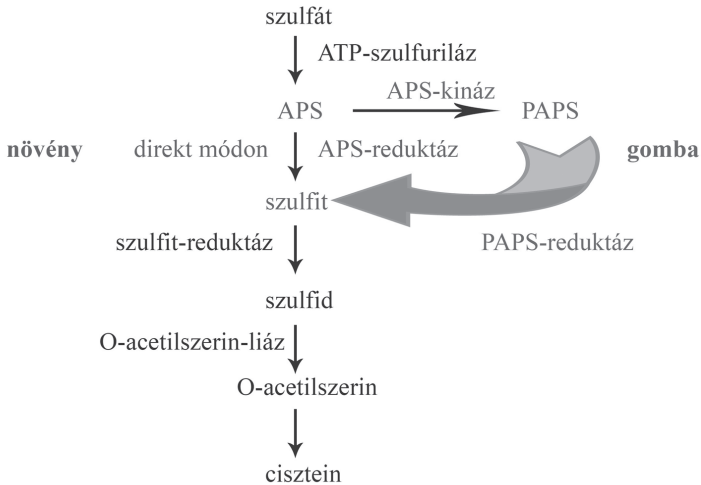 szulfát
ATP-szulfuriláz
APS-kináz
APS
PAPS
növény
direkt módon
APS-reduktáz
gomba
szulfit
szulfit-reduktáz
PAPS-reduktáz
szulfid
O-acetilszerin-liáz
O-acetilszerin
cisztein